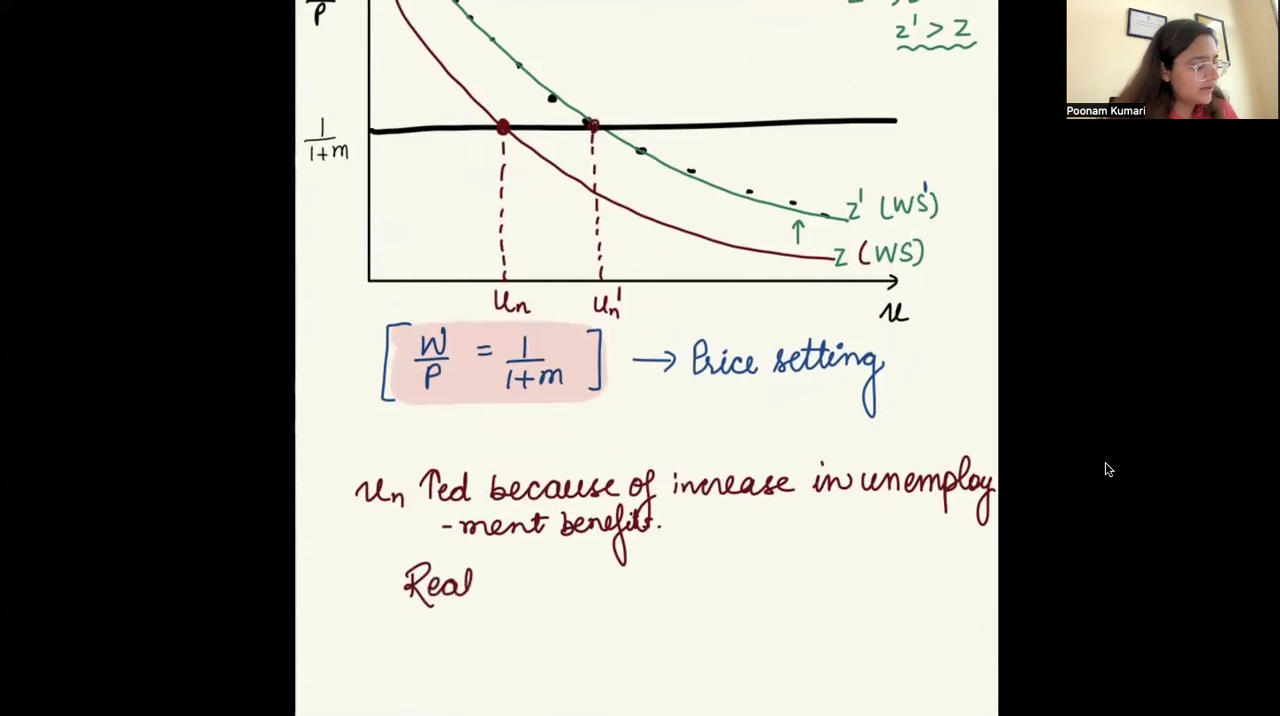 P
z' > z
Poonam Kumari
1/(1+m)
z' (WS')
z (WS)
un un'
u
[ W/P = 1/(1+m) ] → Price setting
un ↑ed because of increase in unemploy
-ment benefits.
Real